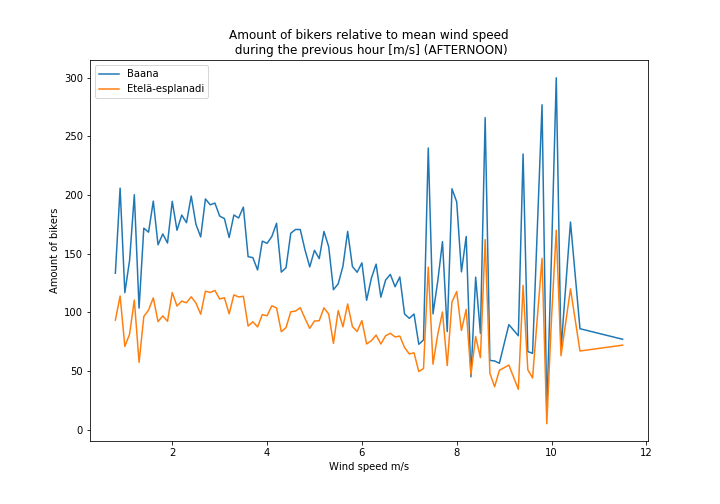 Amount of bikers relative to mean wind speed
during the previous hour [m/s] (AFTERNOON)
Baana
Etelä-esplanadi
300
250
200
150
100
50
0
Amount of bikers
2
4
6
8
10
12
Wind speed m/s